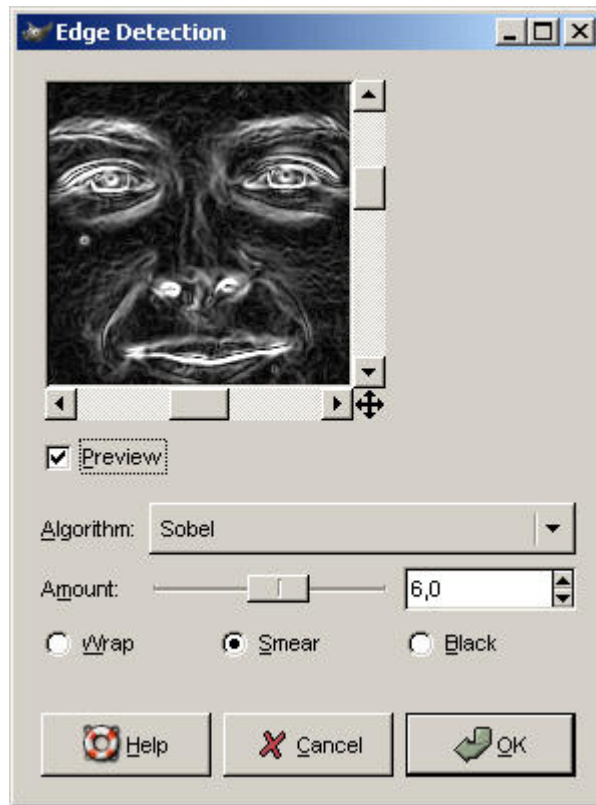 Edge Detection
Preview
Algorithm: Sobel
Amount: 6,0
Wrap Smear Black
Help Cancel OK